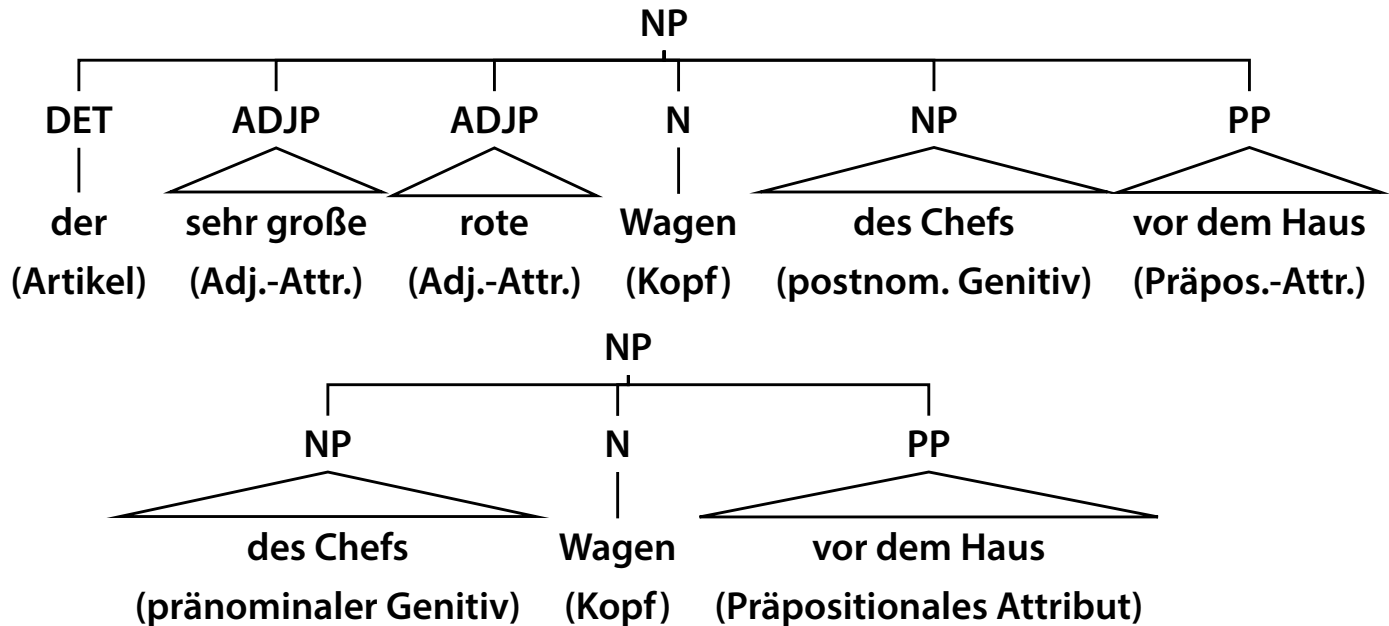 NP
DET ADJP ADJP N NP PP
der sehr große rote Wagen des Chefs vor dem Haus
(Artikel) (Adj.-Attr.) (Adj.-Attr.) (Kopf) (postnom. Genitiv) (Präpos.-Attr.)
NP
NP N PP
des Chefs Wagen vor dem Haus
(pränominaler Genitiv) (Kopf) (Präpositionales Attribut)